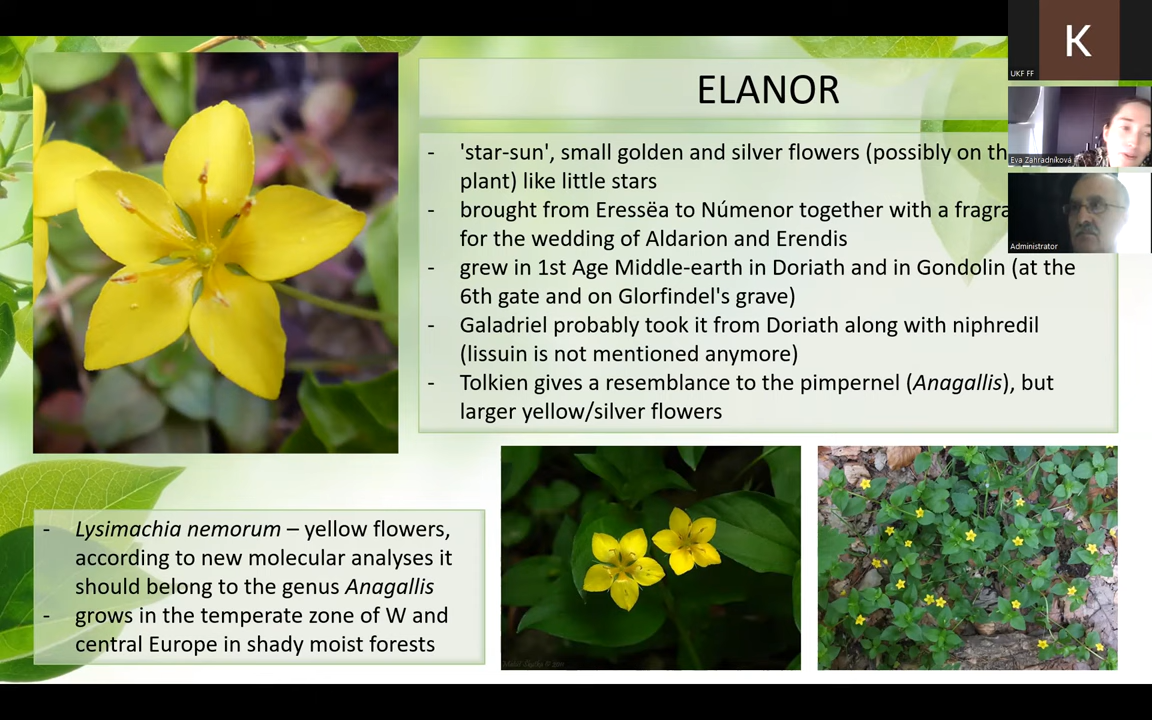 ELANOR
- 'star-sun', small golden and silver flowers (possibly on
plant) like little stars
- brought from Eressëa to Númenor together with a
for the wedding of Aldarion and Erendis
- grew in 1st Age Middle-earth in Doriath and in Gondolin (at the
6th gate and on Glorfindel's grave)
- Galadriel probably took it from Doriath along with niphredil
(lissuin is not mentioned anymore)
- Tolkien gives a resemblance to the pimpernel (Anagallis), but
larger yellow/silver flowers
- Lysimachia nemorum – yellow flowers,
according to new molecular analyses it
should belong to the genus Anagallis
- grows in the temperate zone of W and
central Europe in shady moist forests
K
UKF FF
Eva Zahradníková
Administrator